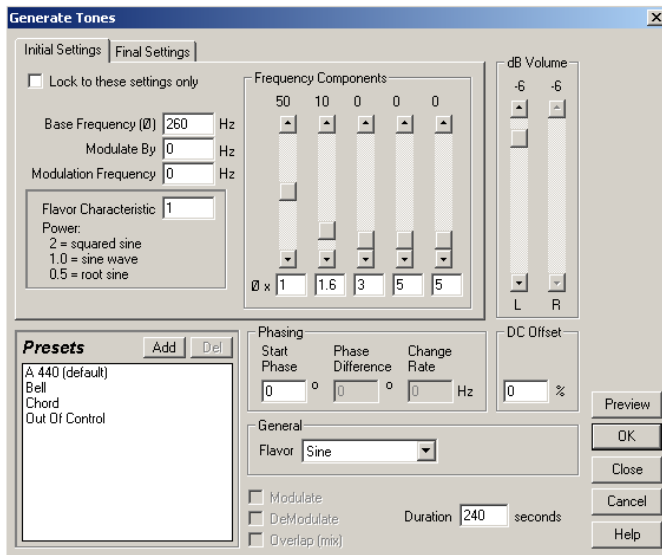 Generate Tones
Initial Settings
Final Settings
Lock to these settings only
Base Frequency (Ø) 260 Hz
Modulate By 0 Hz
Modulation Frequency 0 Hz
Flavor Characteristic 1
Power:
2 = squared sine
1.0 = sine wave
0.5 = root sine
Frequency Components
50 10 0 0 0
Ø x 1 1.6 3 5 5
dB Volume
-6 -6
L R
Presets
Add Del
A 440 (default)
Bell
Chord
Out Of Control
Phasing
Start Phase
0 º
Phase Difference
0 º
Change Rate
0 Hz
DC Offset
0 %
General
Flavor Sine
Modulate
DeModulate
Overlap (mix)
Duration 240 seconds
Preview
OK
Close
Cancel
Help